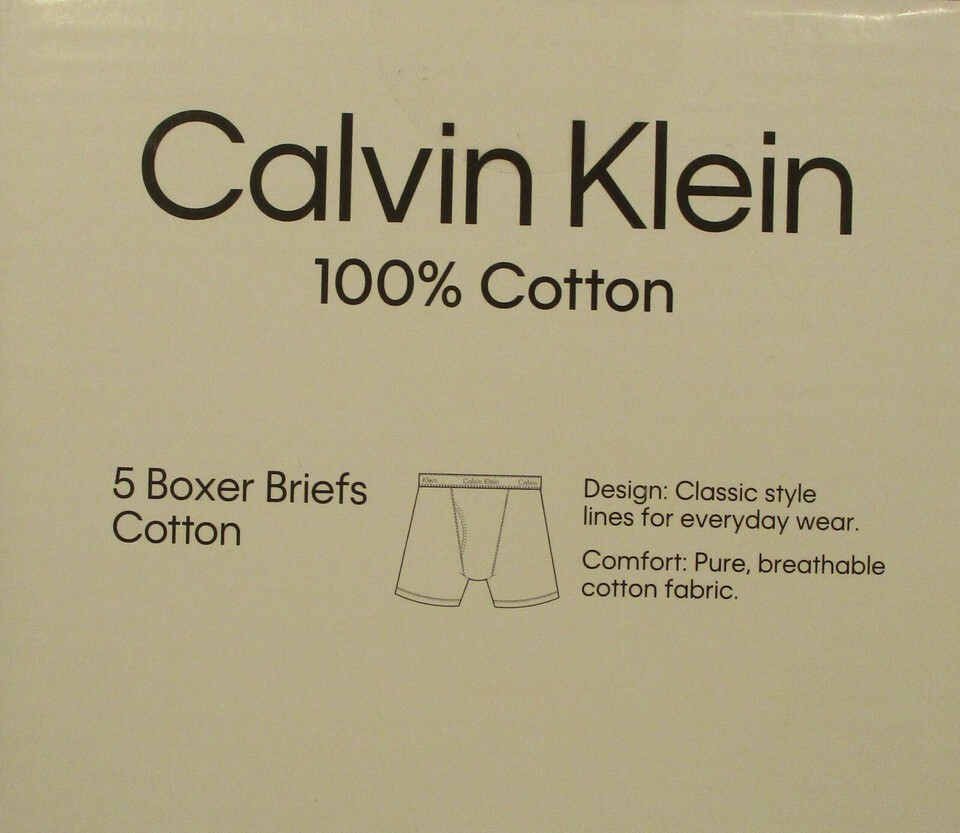 Calvin Klein
100% Cotton
5 Boxer Briefs
Cotton
Klein Calvin Klein Calvin
Design: Classic style
lines for everyday wear.
Comfort: Pure, breathable
cotton fabric.